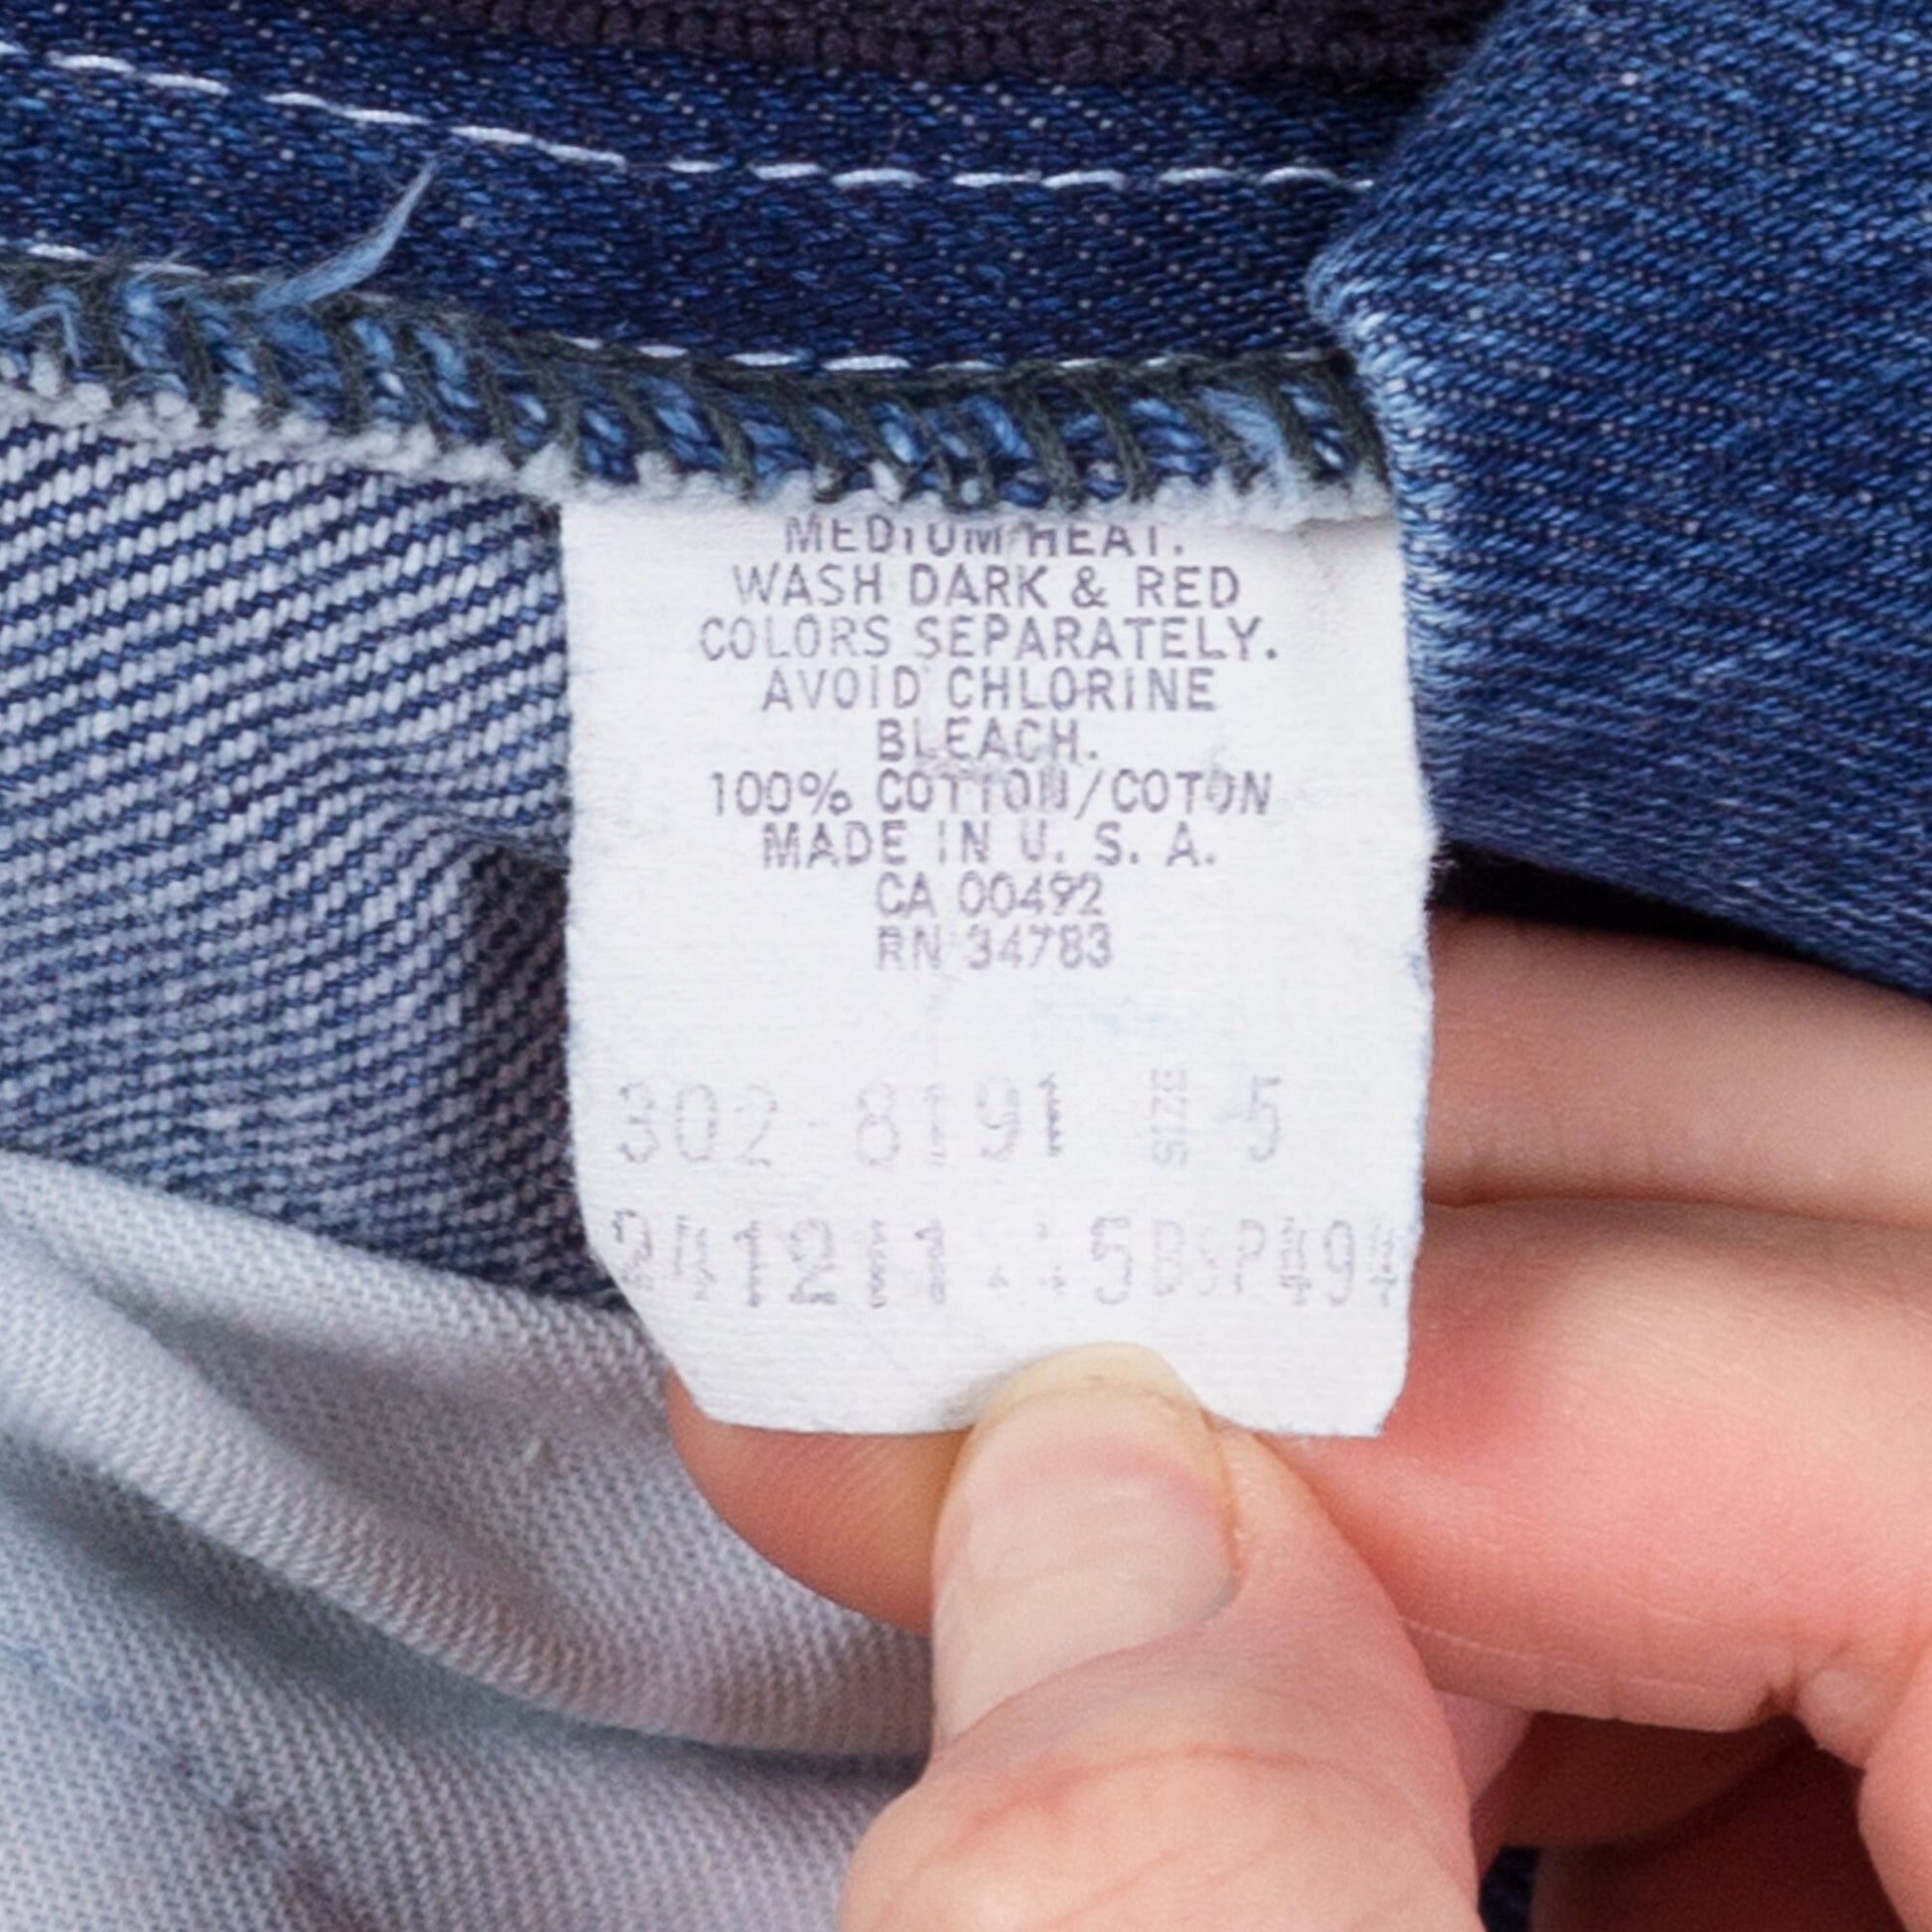 MEDIUM HEAT.
WASH DARK & RED
COLORS SEPARATELY.
AVOID CHLORINE
BLEACH.
100% COTTON/COTON
MADE IN U. S. A.
CA 00492
RN 34783
302-8191 SIZE 5